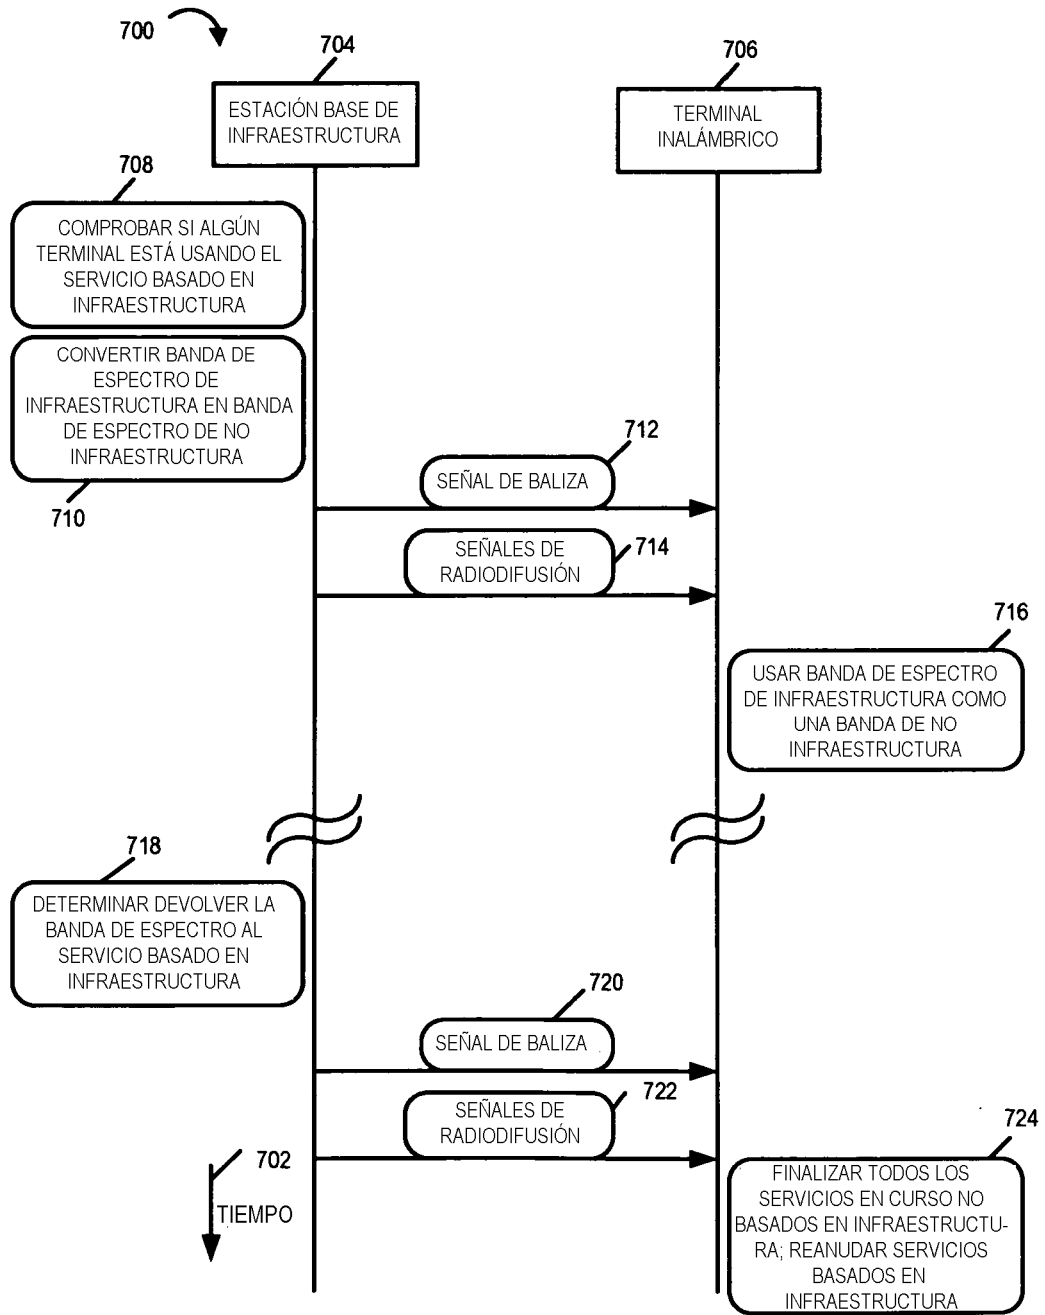 700
704
706
ESTACIÓN BASE DE
INFRAESTRUCTURA
TERMINAL
INALÁMBRICO
708
COMPROBAR SI ALGÚN
TERMINAL ESTÁ USANDO EL
SERVICIO BASADO EN
INFRAESTRUCTURA
CONVERTIR BANDA DE
ESPECTRO DE
INFRAESTRUCTURA EN BANDA
DE ESPECTRO DE NO
INFRAESTRUCTURA
710
712
SEÑAL DE BALIZA
SEÑALES DE
RADIODIFUSIÓN
714
716
USAR BANDA DE ESPECTRO
DE INFRAESTRUCTURA COMO
UNA BANDA DE NO
INFRAESTRUCTURA
718
DETERMINAR DEVOLVER LA
BANDA DE ESPECTRO AL
SERVICIO BASADO EN
INFRAESTRUCTURA
720
SEÑAL DE BALIZA
SEÑALES DE
RADIODIFUSIÓN
722
724
FINALIZAR TODOS LOS
SERVICIOS EN CURSO NO
BASADOS EN INFRAESTRUCTU-
RA; REANUDAR SERVICIOS
BASADOS EN
INFRAESTRUCTURA
702
TIEMPO